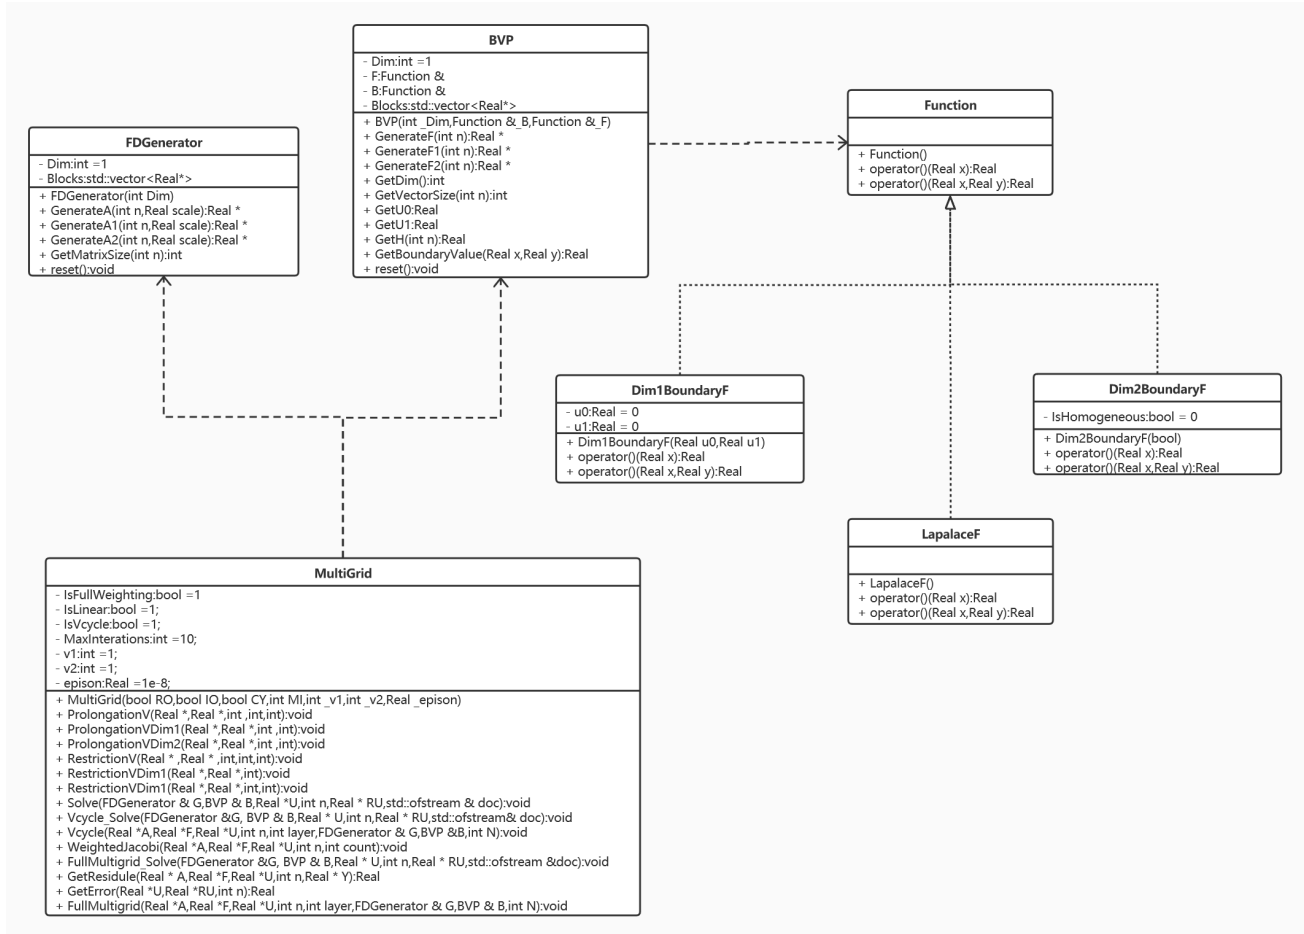 BVP
- Dim:int =1
- F:Function &
- B:Function &
- Blocks:std::vector<Real*>
+ BVP(int _Dim,Function &_B,Function &_F)
+ GenerateF(int n):Real *
+ GenerateF1(int n):Real *
+ GenerateF2(int n):Real *
+ GetDim():int
+ GetVectorSize(int n):int
+ GetU0:Real
+ GetU1:Real
+ GetH(int n):Real
+ GetBoundaryValue(Real x,Real y):Real
+ reset():void
Function
+ Function()
+ operator()(Real x):Real
+ operator()(Real x,Real y):Real
FDGenerator
- Dim:int =1
- Blocks:std::vector<Real*>
+ FDGenerator(int Dim)
+ GenerateA(int n,Real scale):Real *
+ GenerateA1(int n,Real scale):Real *
+ GenerateA2(int n,Real scale):Real *
+ GetMatrixSize(int n):int
+ reset():void
Dim1BoundaryF
- u0:Real = 0
- u1:Real = 0
+ Dim1BoundaryF(Real u0,Real u1)
+ operator()(Real x):Real
+ operator()(Real x,Real y):Real
Dim2BoundaryF
- IsHomogeneous:bool = 0
+ Dim2BoundaryF(bool)
+ operator()(Real x):Real
+ operator()(Real x,Real y):Real
LapalaceF
+ LapalaceF()
+ operator()(Real x):Real
+ operator()(Real x,Real y):Real
MultiGrid
- IsFullWeighting:bool =1
- IsLinear:bool =1;
- IsVcycle:bool =1;
- MaxInterations:int =10;
- v1:int =1;
- v2:int =1;
- epison:Real =1e-8;
+ MultiGrid(bool RO,bool IO,bool CY,int MI,int _v1,int _v2,Real _epison)
+ ProlongationV(Real *,Real *,int ,int,int):void
+ ProlongationVDim1(Real *,Real *,int ,int):void
+ ProlongationVDim2(Real *,Real *,int ,int):void
+ RestrictionV(Real * ,Real * ,int,int,int):void
+ RestrictionVDim1(Real *,Real *,int):void
+ RestrictionVDim1(Real *,Real *,int,int):void
+ Solve(FDGenerator & G,BVP & B,Real *U,int n,Real * RU,std::ofstream & doc):void
+ Vcycle_Solve(FDGenerator &G, BVP & B,Real * U,int n,Real * RU,std::ofstream& doc):void
+ Vcycle(Real *A,Real *F,Real *U,int n,int layer,FDGenerator & G,BVP &B,int N):void
+ WeightedJacobi(Real *A,Real *F,Real *U,int n,int count):void
+ FullMultigrid_Solve(FDGenerator &G, BVP & B,Real * U,int n,Real * RU,std::ofstream &doc):void
+ GetResidule(Real * A,Real *F,Real *U,int n,Real * Y):Real
+ GetError(Real *U,Real *RU,int n):Real
+ FullMultigrid(Real *A,Real *F,Real *U,int n,int layer,FDGenerator & G,BVP & B,int N):void